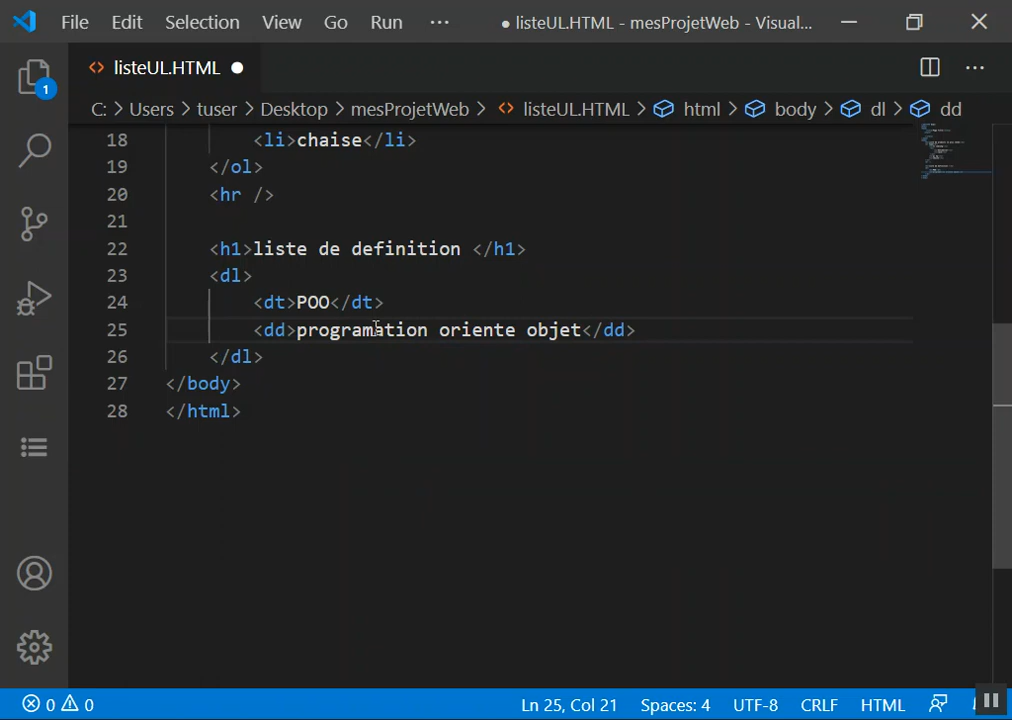 File Edit Selection View Go Run ··· ● listeUL.HTML - mesProjetWeb - Visual...
<> listeUL.HTML ●
1
C: > Users > tuser > Desktop > mesProjetWeb > <> listeUL.HTML > html > body > dl > dd
18 <li>chaise</li>
19 </ol>
20 <hr />
21
22 <h1>liste de definition </h1>
23 <dl>
24 <dt>POO</dt>
25 <dd>programation oriente objet</dd>
26 </dl>
27 </body>
28 </html>
0 0 Ln 25, Col 21 Spaces: 4 UTF-8 CRLF HTML